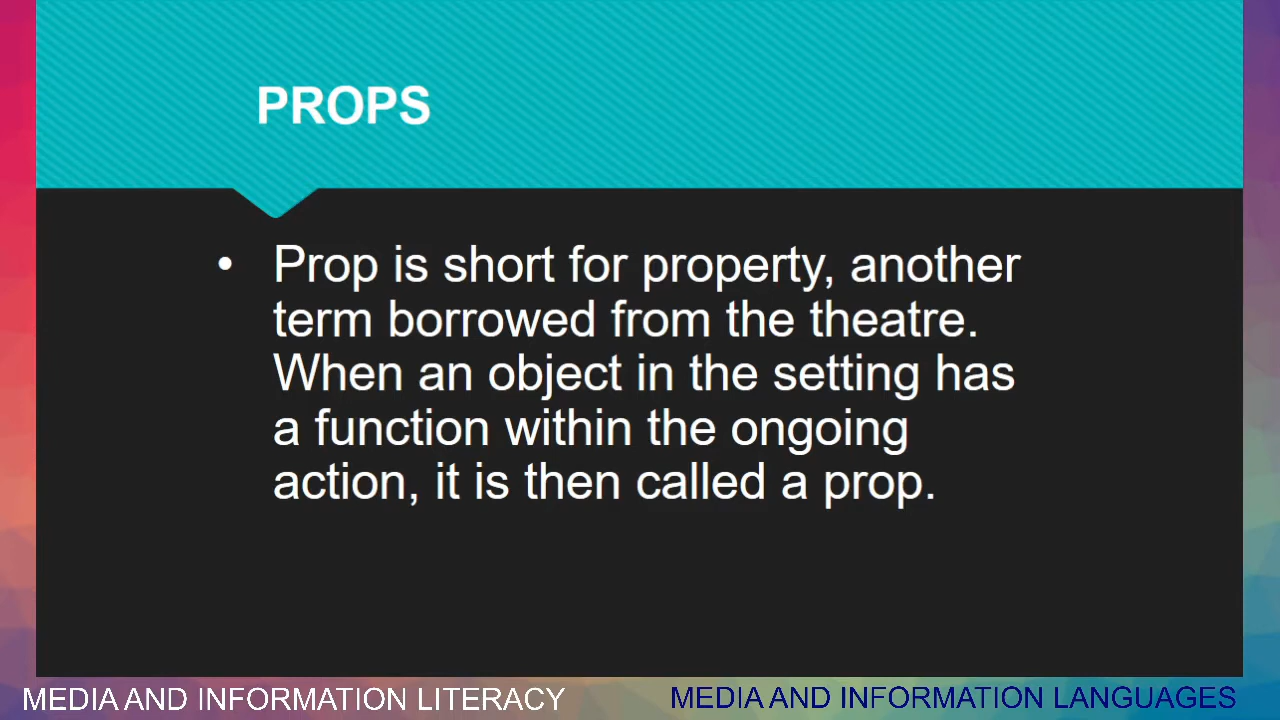 PROPS
• Prop is short for property, another
term borrowed from the theatre.
When an object in the setting has
a function within the ongoing
action, it is then called a prop.
MEDIA AND INFORMATION LITERACY
MEDIA AND INFORMATION LANGUAGES